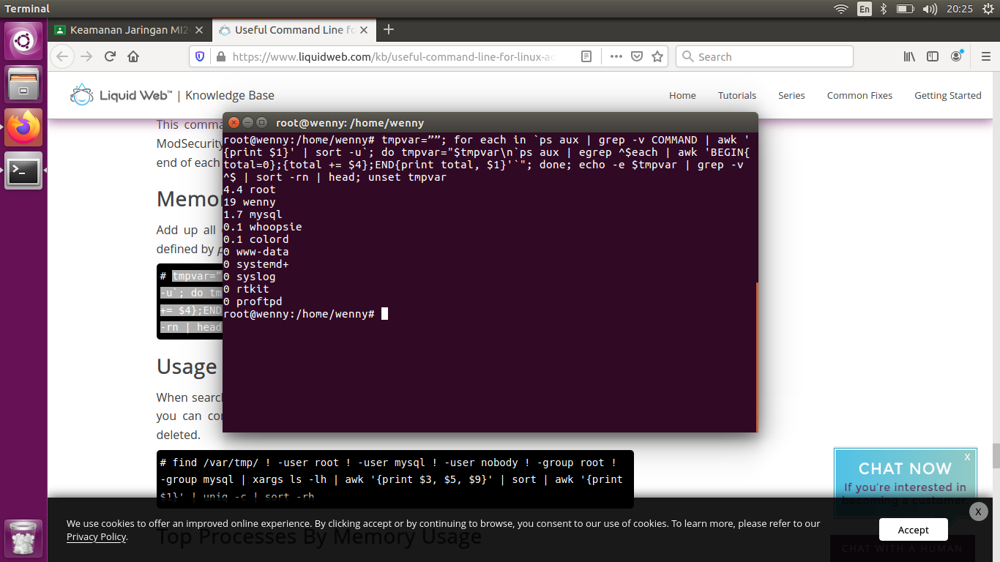 Terminal
En
20:25
Keamanan Jaringan MI2
Useful Command Line fo
https://www.liquidweb.com/kb/useful-command-line-for-linux-ad
Search
Liquid Web™ | Knowledge Base
Home
Tutorials
Series
Common Fixes
Getting Started
This comma
ModSecurity
end of each
Memor
Add up all
defined by p
# tmpvar=”
-u`; do tm
+= $4};END
-rn | head
root@wenny: /home/wenny
root@wenny:/home/wenny# tmpvar=””; for each in `ps aux | grep -v COMMAND | awk '
{print $1}' | sort -u`; do tmpvar="$tmpvar\n`ps aux | egrep ^$each | awk 'BEGIN{
total=0};{total += $4};END{print total, $1}'`"; done; echo -e $tmpvar | grep -v
^$ | sort -rn | head; unset tmpvar
4.4 root
19 wenny
1.7 mysql
0.1 whoopsie
0.1 colord
0 www-data
0 systemd+
0 syslog
0 rtkit
0 proftpd
root@wenny:/home/wenny#
Usage
When search
you can con
deleted.
# find /var/tmp/ ! -user root ! -user mysql ! -user nobody ! -group root !
-group mysql | xargs ls -lh | awk '{print $3, $5, $9}' | sort | awk '{print
$1}' | uniq -c | sort -rh
Top Processes By Memory Usage
X
CHAT NOW
If you're interested in
becoming a customer.
CHAT WITH A HUMAN
We use cookies to offer an improved online experience. By clicking accept or by continuing to browse, you consent to our use of cookies. To learn more, please refer to our
Privacy Policy.
Accept
X